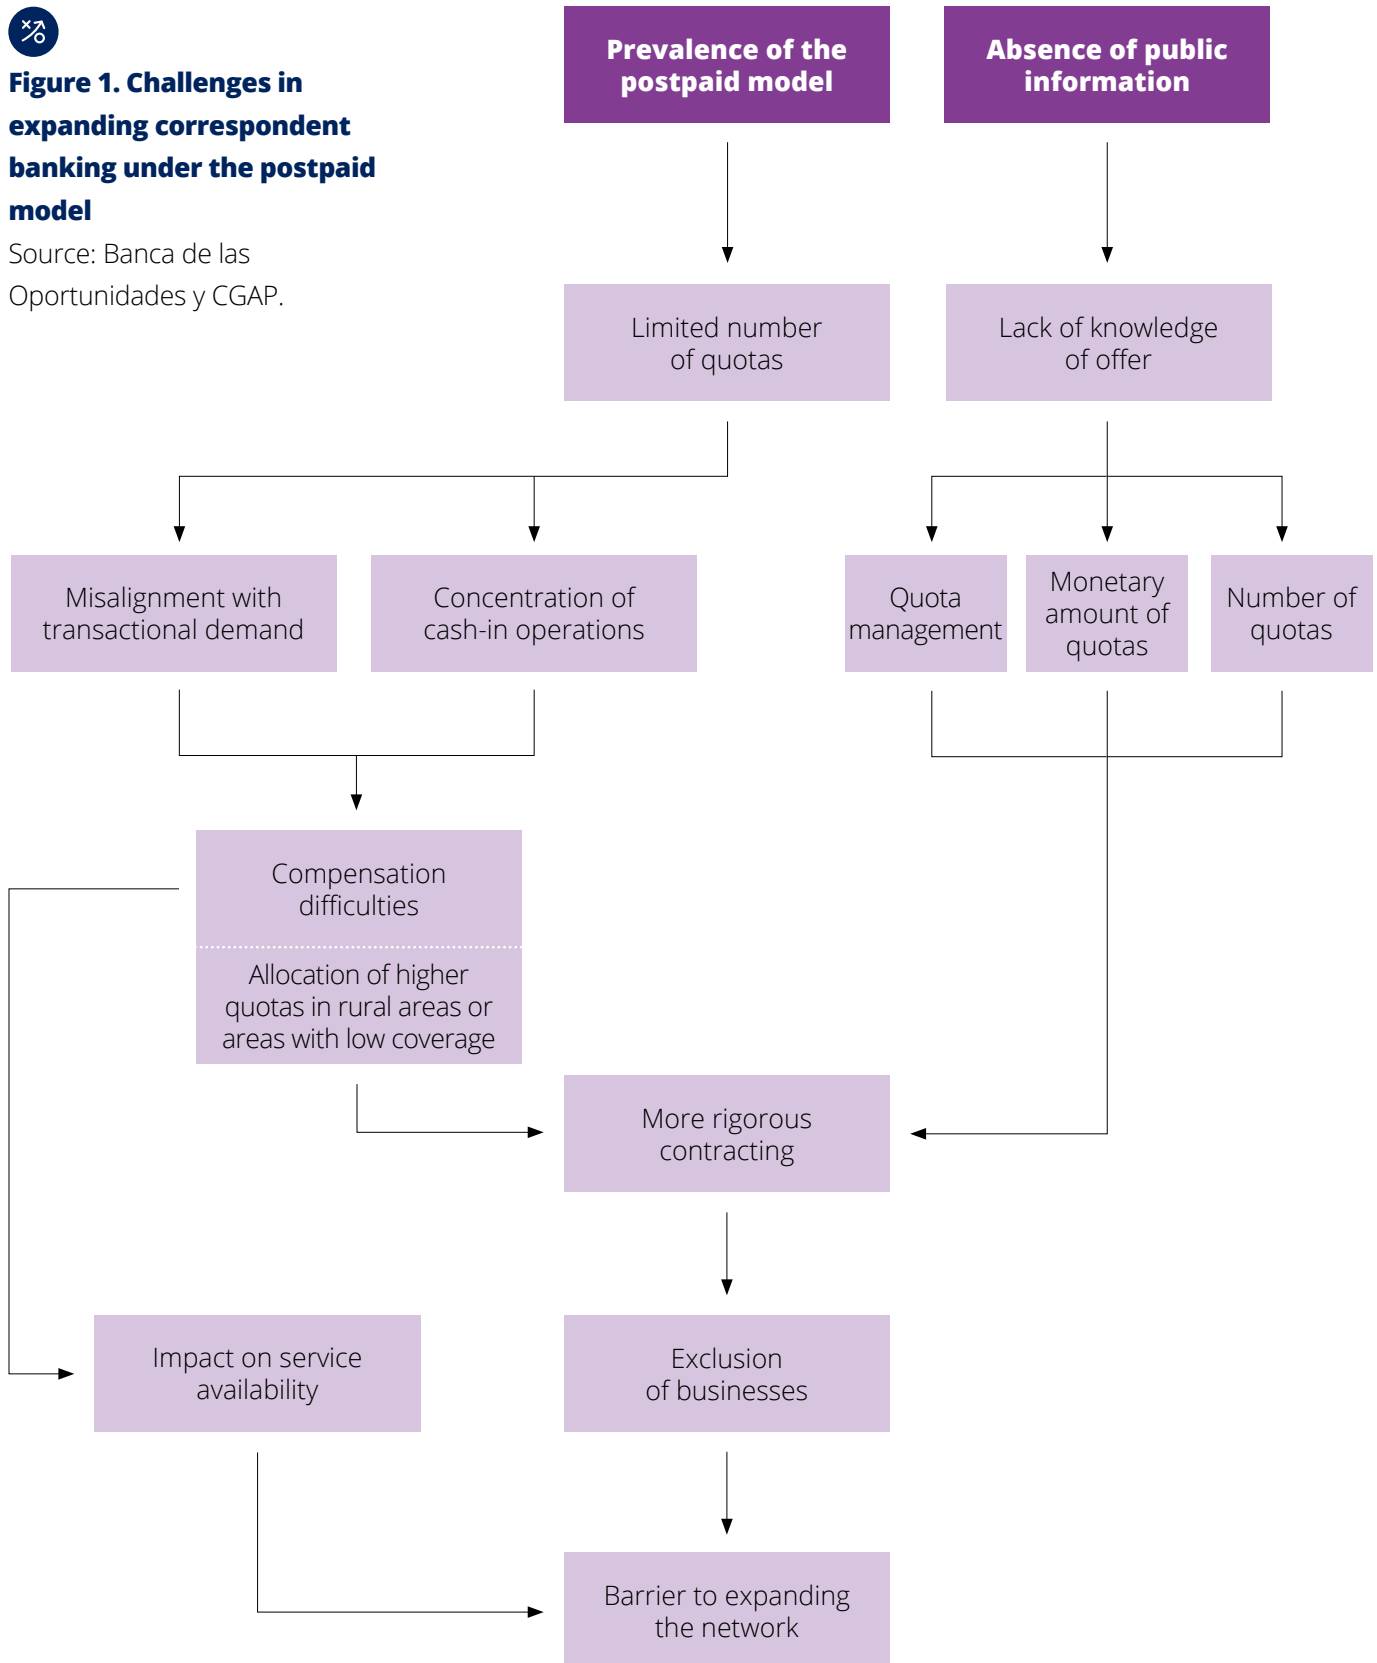 Figure 1. Challenges in
expanding correspondent
banking under the postpaid
model
Source: Banca de las
Oportunidades y CGAP.
Prevalence of the
postpaid model
Absence of public
information
Limited number
of quotas
Lack of knowledge
of offer
Misalignment with
transactional demand
Concentration of
cash-in operations
Quota
management
Monetary
amount of
quotas
Number of
quotas
Compensation
difficulties
Allocation of higher
quotas in rural areas or
areas with low coverage
More rigorous
contracting
Impact on service
availability
Exclusion
of businesses
Barrier to expanding
the network